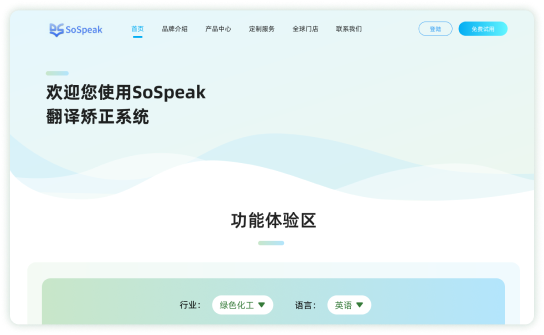 SoSpeak
首页 品牌介绍 产品中心 定制服务 全球门店 联系我们 登陆 免费试用
欢迎您使用SoSpeak
翻译矫正系统
功能体验区
行业： 绿色化工 语言： 英语